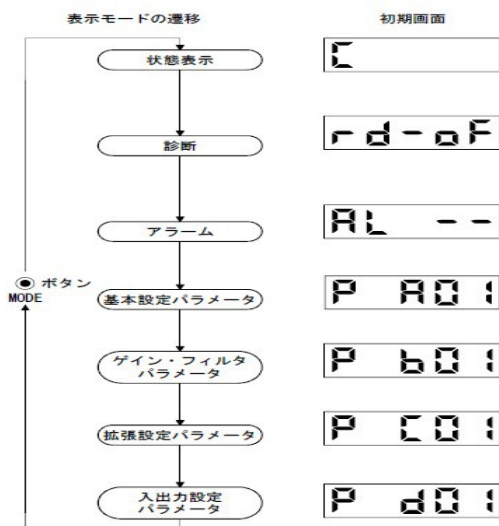 表示モードの遷移 初期画面
状態表示 C
診断 rd-oF
アラーム AL --
ボタン
MODE
基本設定パラメータ P A01
ゲイン・フィルタ
パラメータ P b01
拡張設定パラメータ P C01
入出力設定
パラメータ P d01